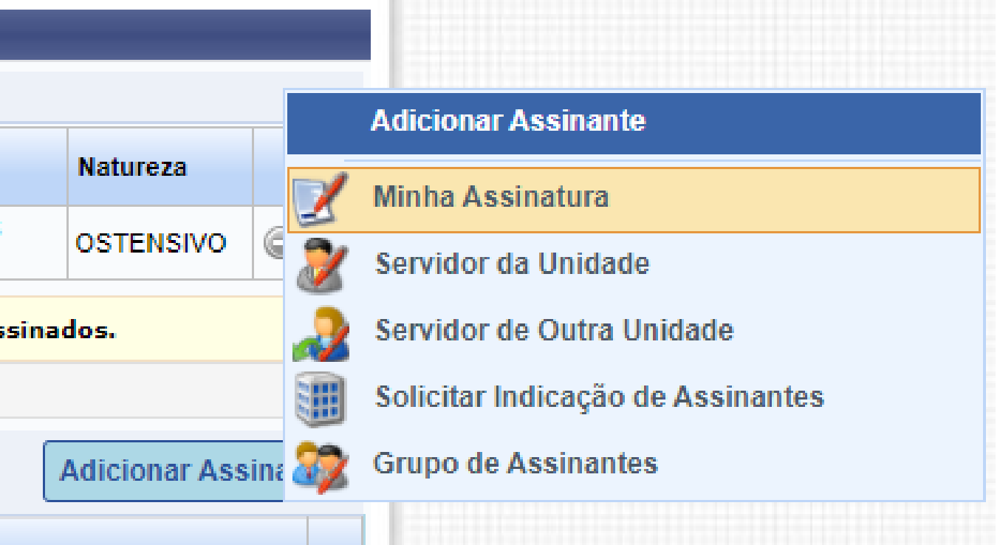 Adicionar Assinante
Natureza
Minha Assinatura
OSTENSIVO
Servidor da Unidade
Servidor de Outra Unidade
ssinados.
Solicitar Indicação de Assinantes
Adicionar Assina
Grupo de Assinantes